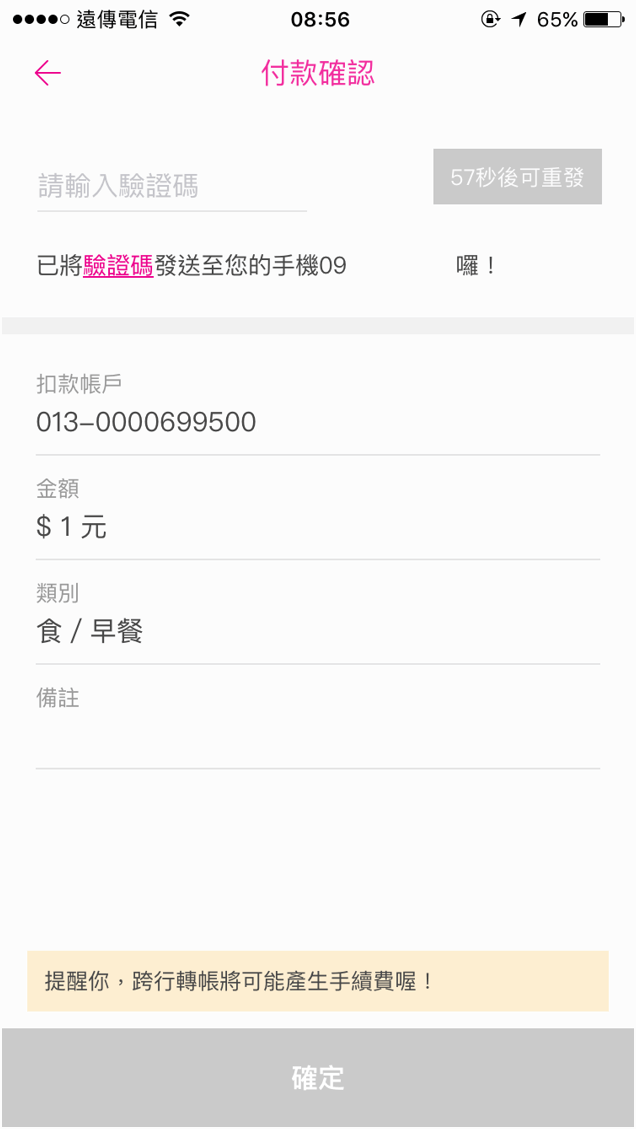 遠傳電信 08:56 65%
付款確認
請輸入驗證碼 57秒後可重發
已將驗證碼發送至您的手機09 囉！
扣款帳戶
013-0000699500
金額
$ 1 元
類別
食 / 早餐
備註
提醒你，跨行轉帳將可能產生手續費喔！
確定